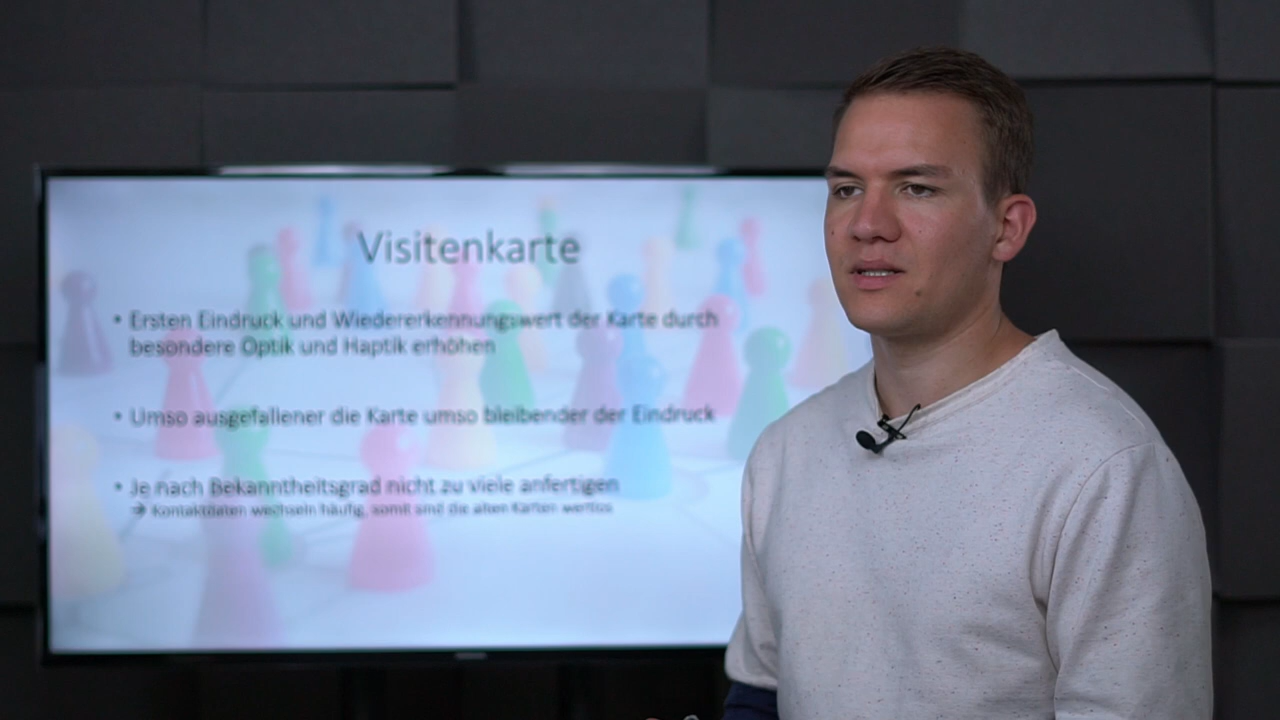 Visitenkarte
• Ersten Eindruck und Wiedererkennungswert der Karte durch
besondere Optik und Haptik erhöhen
• Umso ausgefallener die Karte umso bleibender der Eindruck
• Je nach Bekanntheitsgrad nicht zu viele anfertigen
➔ Kontaktdaten wechseln häufig, somit sind die alten Karten wertlos